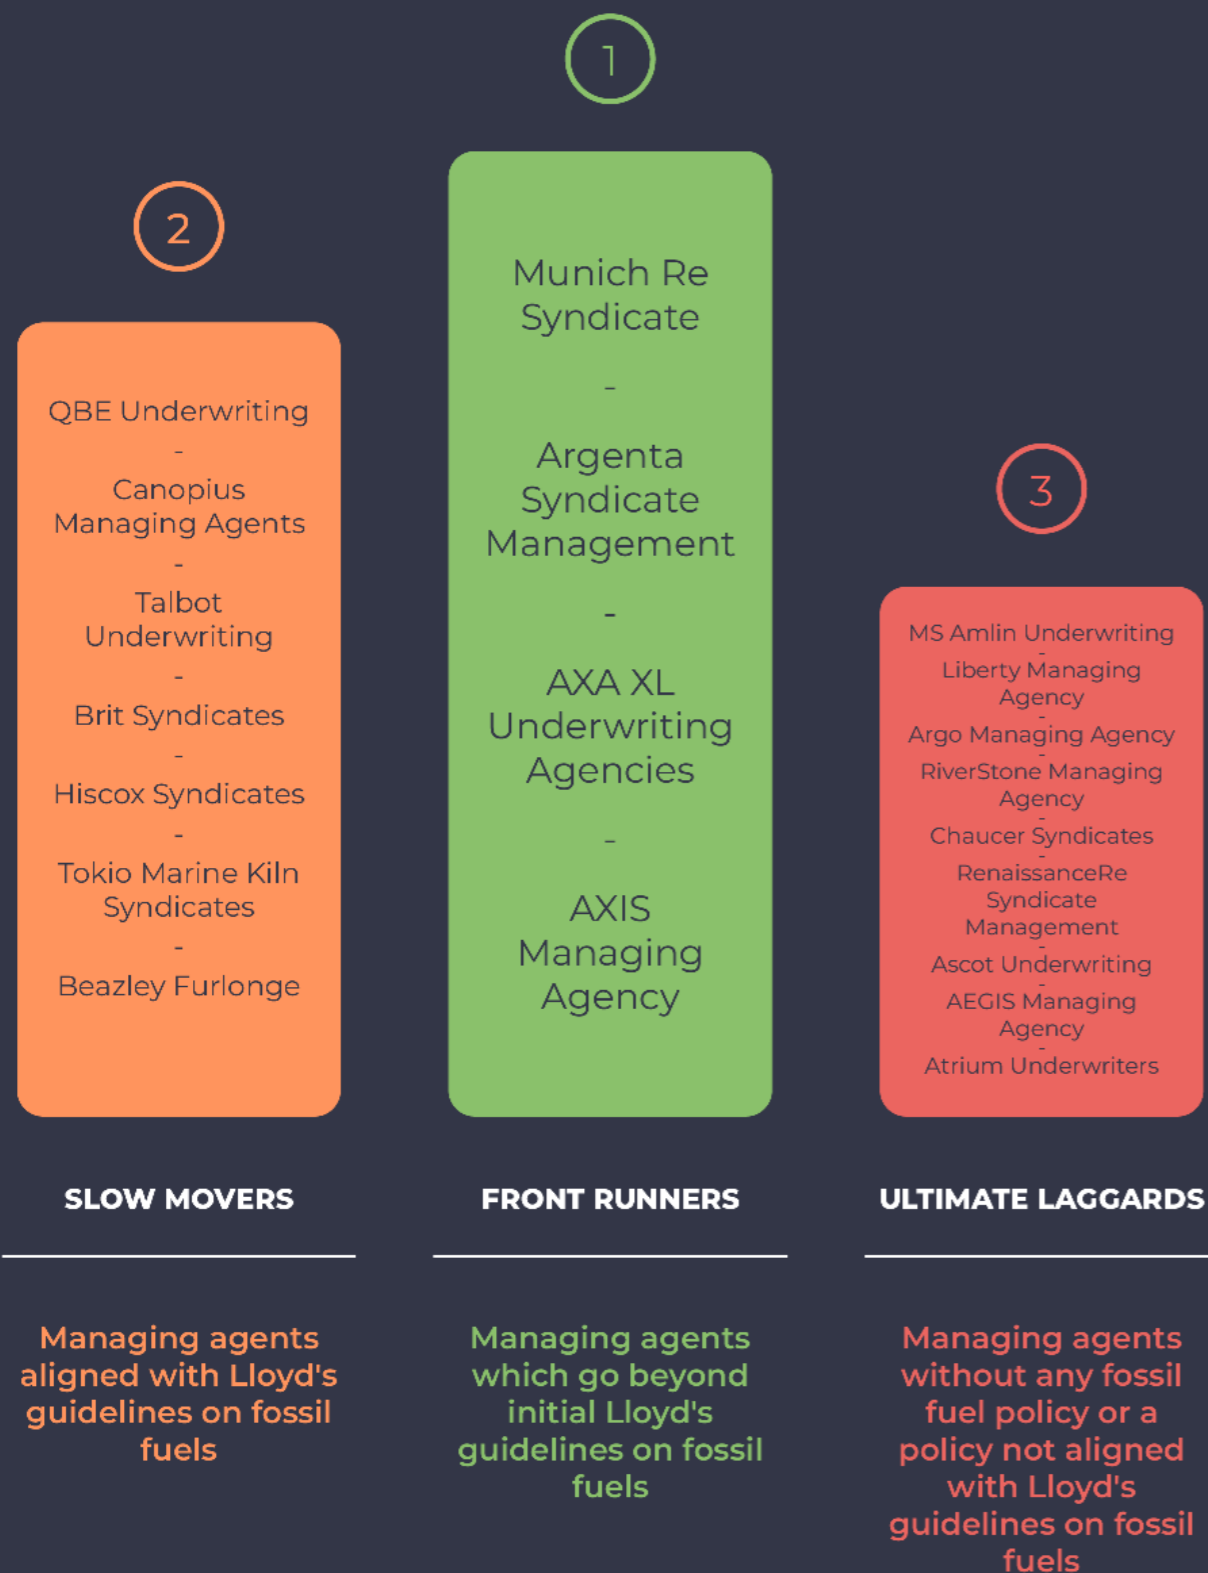 1
2
3
QBE Underwriting
-
Canopius
Managing Agents
-
Talbot
Underwriting
-
Brit Syndicates
-
Hiscox Syndicates
-
Tokio Marine Kiln
Syndicates
-
Beazley Furlonge
Munich Re
Syndicate
-
Argenta
Syndicate
Management
-
AXA XL
Underwriting
Agencies
-
AXIS
Managing
Agency
MS Amlin Underwriting
-
Liberty Managing
Agency
-
Argo Managing Agency
-
RiverStone Managing
Agency
-
Chaucer Syndicates
-
RenaissanceRe
Syndicate
Management
-
Ascot Underwriting
-
AEGIS Managing
Agency
-
Atrium Underwriters
SLOW MOVERS
FRONT RUNNERS
ULTIMATE LAGGARDS
Managing agents
aligned with Lloyd's
guidelines on fossil
fuels
Managing agents
which go beyond
initial Lloyd's
guidelines on fossil
fuels
Managing agents
without any fossil
fuel policy or a
policy not aligned
with Lloyd's
guidelines on fossil
fuels